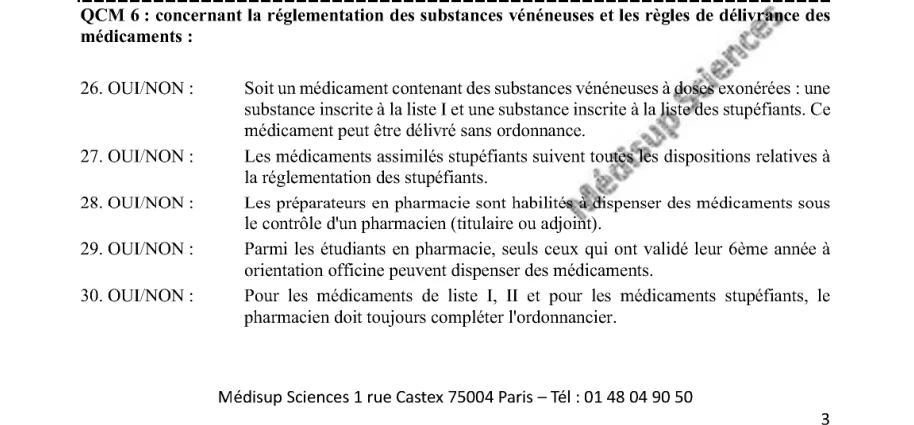 QCM 6 : concernant la réglementation des substances vénéneuses et les règles de délivrance des
médicaments :
26. OUI/NON : Soit un médicament contenant des substances vénéneuses à doses exonérées : une
substance inscrite à la liste I et une substance inscrite à la liste des stupéfiants. Ce
médicament peut être délivré sans ordonnance.
27. OUI/NON : Les médicaments assimilés stupéfiants suivent toutes les dispositions relatives à
la réglementation des stupéfiants.
28. OUI/NON : Les préparateurs en pharmacie sont habilités à dispenser des médicaments sous
le contrôle d'un pharmacien (titulaire ou adjoint).
29. OUI/NON : Parmi les étudiants en pharmacie, seuls ceux qui ont validé leur 6ème année à
orientation officine peuvent dispenser des médicaments.
30. OUI/NON : Pour les médicaments de liste I, II et pour les médicaments stupéfiants, le
pharmacien doit toujours compléter l'ordonnancier.
Médisup Sciences
Médisup Sciences 1 rue Castex 75004 Paris – Tél : 01 48 04 90 50
3